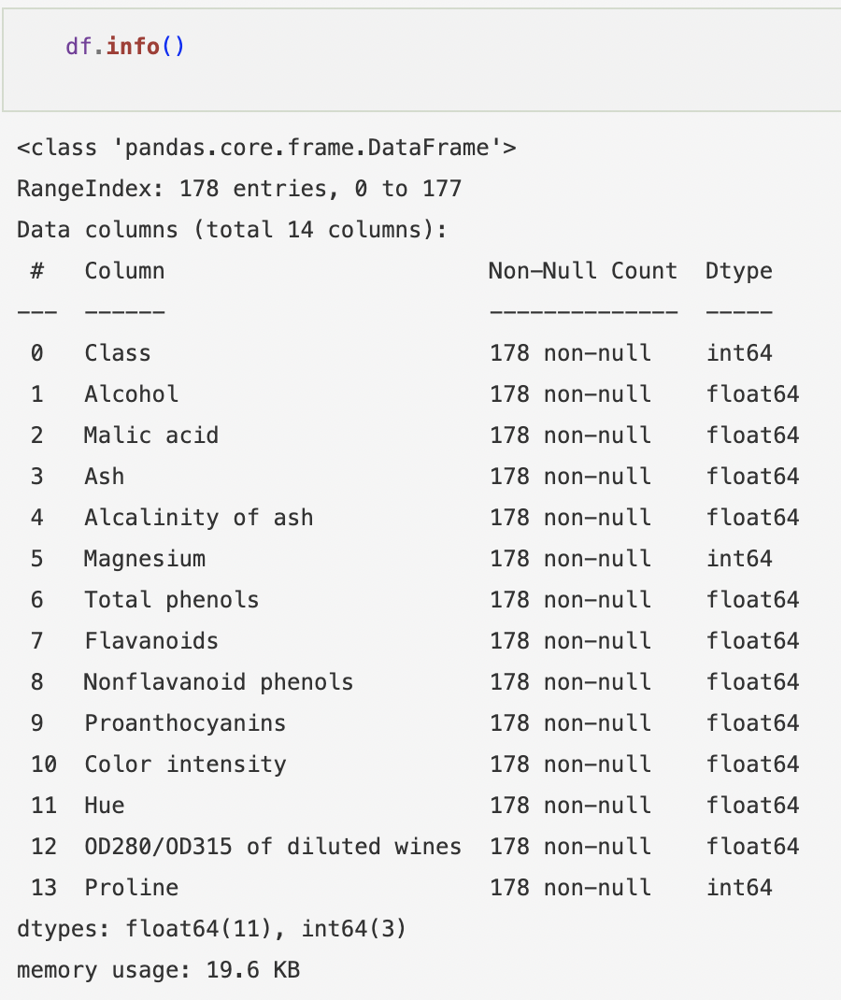 df.info()
<class 'pandas.core.frame.DataFrame'>
RangeIndex: 178 entries, 0 to 177
Data columns (total 14 columns):
 #   Column                        Non-Null Count  Dtype
---  ------                        --------------  -----
 0   Class                         178 non-null    int64
 1   Alcohol                       178 non-null    float64
 2   Malic acid                    178 non-null    float64
 3   Ash                           178 non-null    float64
 4   Alcalinity of ash             178 non-null    float64
 5   Magnesium                     178 non-null    int64
 6   Total phenols                 178 non-null    float64
 7   Flavanoids                    178 non-null    float64
 8   Nonflavanoid phenols          178 non-null    float64
 9   Proanthocyanins               178 non-null    float64
 10  Color intensity               178 non-null    float64
 11  Hue                           178 non-null    float64
 12  OD280/OD315 of diluted wines  178 non-null    float64
 13  Proline                       178 non-null    int64
dtypes: float64(11), int64(3)
memory usage: 19.6 KB